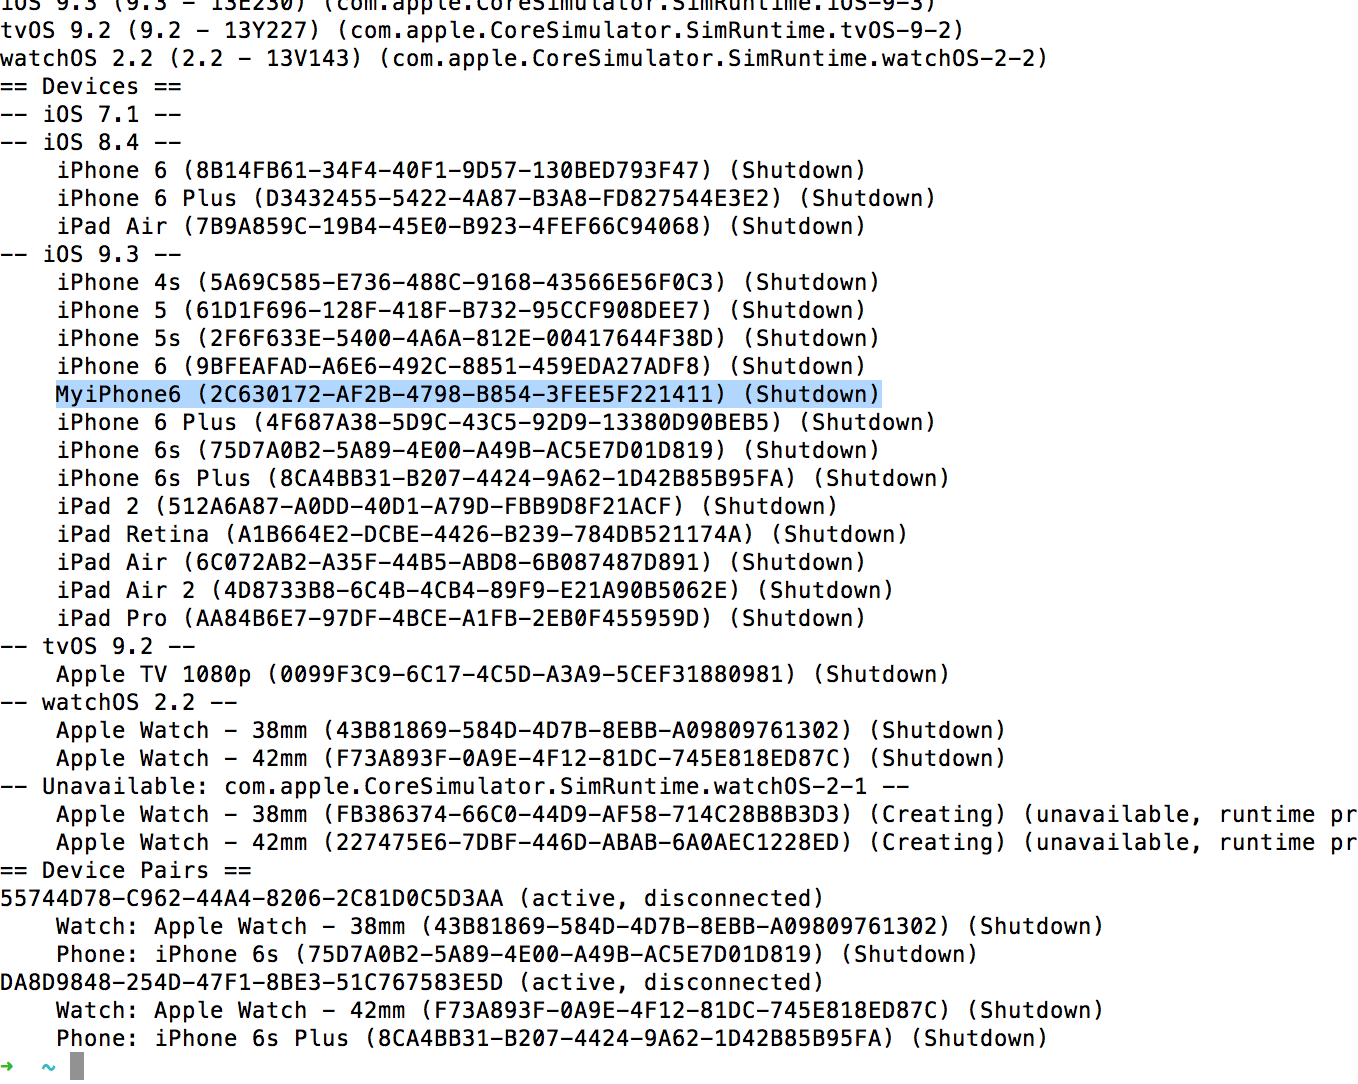 iOS 9.3 (9.3 - 13E230) (com.apple.CoreSimulator.SimRuntime.iOS-9-3)
tvOS 9.2 (9.2 - 13Y227) (com.apple.CoreSimulator.SimRuntime.tvOS-9-2)
watchOS 2.2 (2.2 - 13V143) (com.apple.CoreSimulator.SimRuntime.watchOS-2-2)
== Devices ==
-- iOS 7.1 --
-- iOS 8.4 --
    iPhone 6 (8B14FB61-34F4-40F1-9D57-130BED793F47) (Shutdown)
    iPhone 6 Plus (D3432455-5422-4A87-B3A8-FD827544E3E2) (Shutdown)
    iPad Air (7B9A859C-19B4-45E0-B923-4FEF66C94068) (Shutdown)
-- iOS 9.3 --
    iPhone 4s (5A69C585-E736-488C-9168-43566E56F0C3) (Shutdown)
    iPhone 5 (61D1F696-128F-418F-B732-95CCF908DEE7) (Shutdown)
    iPhone 5s (2F6F633E-5400-4A6A-812E-00417644F38D) (Shutdown)
    iPhone 6 (9BFEAFAD-A6E6-492C-8851-459EDA27ADF8) (Shutdown)
    MyiPhone6 (2C630172-AF2B-4798-B854-3FEE5F221411) (Shutdown)
    iPhone 6 Plus (4F687A38-5D9C-43C5-92D9-13380D90BEB5) (Shutdown)
    iPhone 6s (75D7A0B2-5A89-4E00-A49B-AC5E7D01D819) (Shutdown)
    iPhone 6s Plus (8CA4BB31-B207-4424-9A62-1D42B85B95FA) (Shutdown)
    iPad 2 (512A6A87-A0DD-40D1-A79D-FBB9D8F21ACF) (Shutdown)
    iPad Retina (A1B664E2-DCBE-4426-B239-784DB521174A) (Shutdown)
    iPad Air (6C072AB2-A35F-44B5-ABD8-6B087487D891) (Shutdown)
    iPad Air 2 (4D8733B8-6C4B-4CB4-89F9-E21A90B5062E) (Shutdown)
    iPad Pro (AA84B6E7-97DF-4BCE-A1FB-2EB0F455959D) (Shutdown)
-- tvOS 9.2 --
    Apple TV 1080p (0099F3C9-6C17-4C5D-A3A9-5CEF31880981) (Shutdown)
-- watchOS 2.2 --
    Apple Watch - 38mm (43B81869-584D-4D7B-8EBB-A09809761302) (Shutdown)
    Apple Watch - 42mm (F73A893F-0A9E-4F12-81DC-745E818ED87C) (Shutdown)
-- Unavailable: com.apple.CoreSimulator.SimRuntime.watchOS-2-1 --
    Apple Watch - 38mm (FB386374-66C0-44D9-AF58-714C28B8B3D3) (Creating) (unavailable, runtime pr
    Apple Watch - 42mm (227475E6-7DBF-446D-ABAB-6A0AEC1228ED) (Creating) (unavailable, runtime pr
== Device Pairs ==
55744D78-C962-44A4-8206-2C81D0C5D3AA (active, disconnected)
    Watch: Apple Watch - 38mm (43B81869-584D-4D7B-8EBB-A09809761302) (Shutdown)
    Phone: iPhone 6s (75D7A0B2-5A89-4E00-A49B-AC5E7D01D819) (Shutdown)
DA8D9848-254D-47F1-8BE3-51C767583E5D (active, disconnected)
    Watch: Apple Watch - 42mm (F73A893F-0A9E-4F12-81DC-745E818ED87C) (Shutdown)
    Phone: iPhone 6s Plus (8CA4BB31-B207-4424-9A62-1D42B85B95FA) (Shutdown)
➜  ~